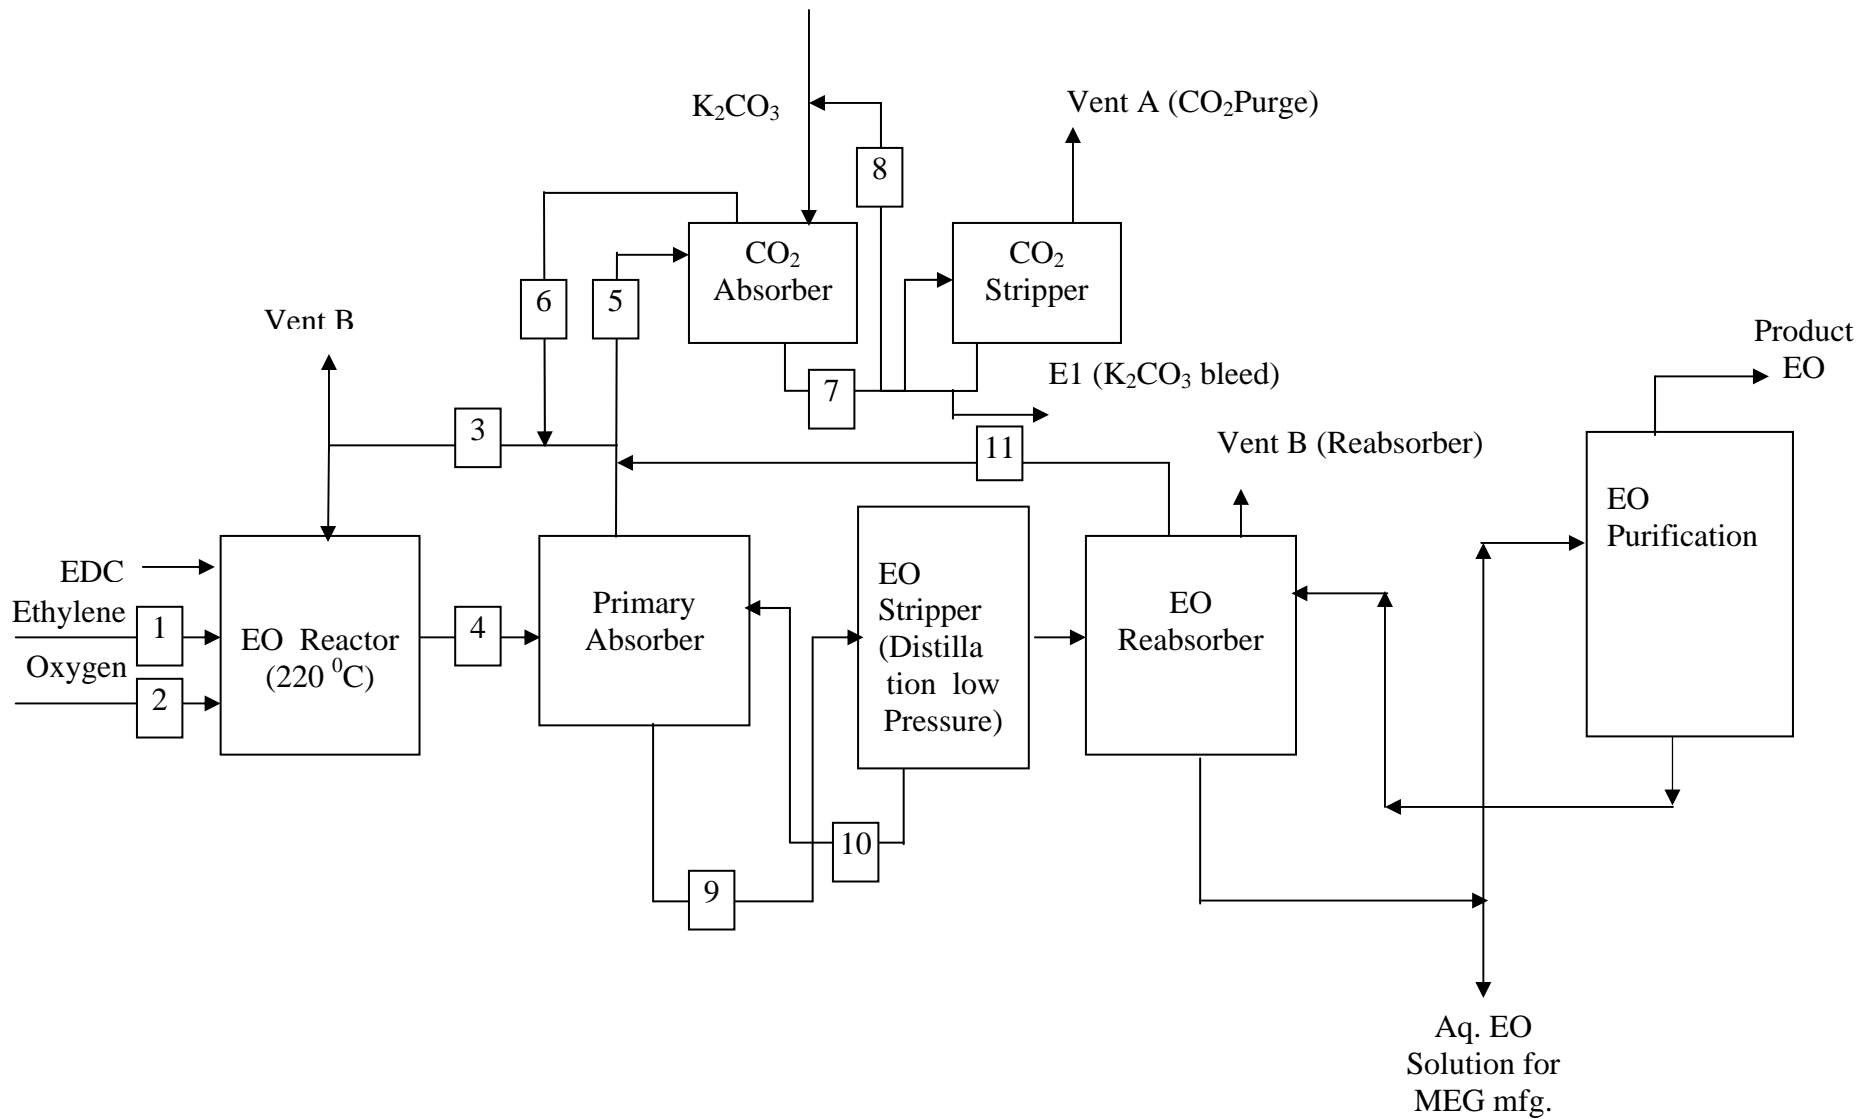 K₂CO₃
Vent A (CO₂Purge)
8
CO₂
Absorber
CO₂
Stripper
6
5
Vent B
Product
EO
E1 (K₂CO₃ bleed)
7
3
11
Vent B (Reabsorber)
EO
Purification
EDC
Ethylene
1
Oxygen
2
EO Reactor
(220 ⁰C)
4
Primary
Absorber
EO
Stripper
(Distilla
tion low
Pressure)
EO
Reabsorber
10
9
Aq. EO
Solution for
MEG mfg.